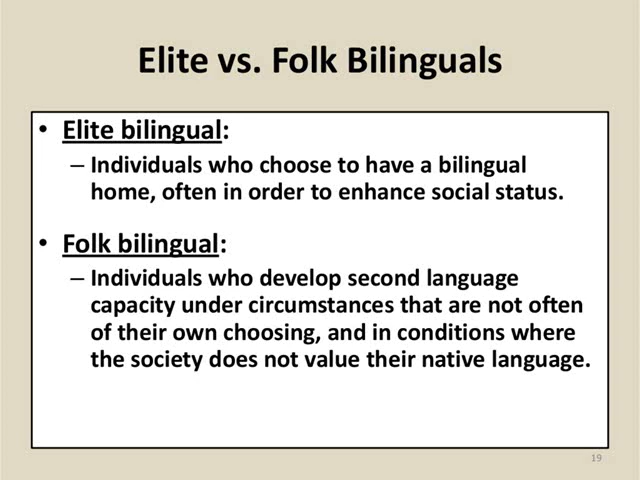 Elite vs. Folk Bilinguals
• Elite bilingual:
– Individuals who choose to have a bilingual
home, often in order to enhance social status.
• Folk bilingual:
– Individuals who develop second language
capacity under circumstances that are not often
of their own choosing, and in conditions where
the society does not value their native language.
19